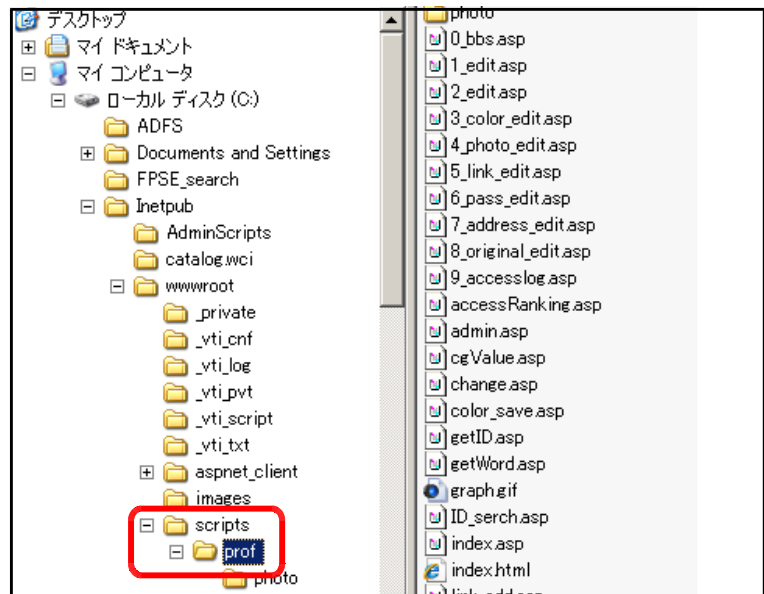 デスクトップ
マイ ドキュメント
マイ コンピュータ
ローカル ディスク (C:)
ADFS
Documents and Settings
FPSE_search
Inetpub
AdminScripts
catalog.wci
wwwroot
_private
_vti_cnf
_vti_log
_vti_pvt
_vti_script
_vti_txt
aspnet_client
images
scripts
prof
photo
photo
0_bbs.asp
1_edit.asp
2_edit.asp
3_color_edit.asp
4_photo_edit.asp
5_link_edit.asp
6_pass_edit.asp
7_address_edit.asp
8_original_edit.asp
9_accesslog.asp
accessRanking.asp
admin.asp
cgValue.asp
change.asp
color_save.asp
getID.asp
getWord.asp
graph.gif
ID_serch.asp
index.asp
index.html